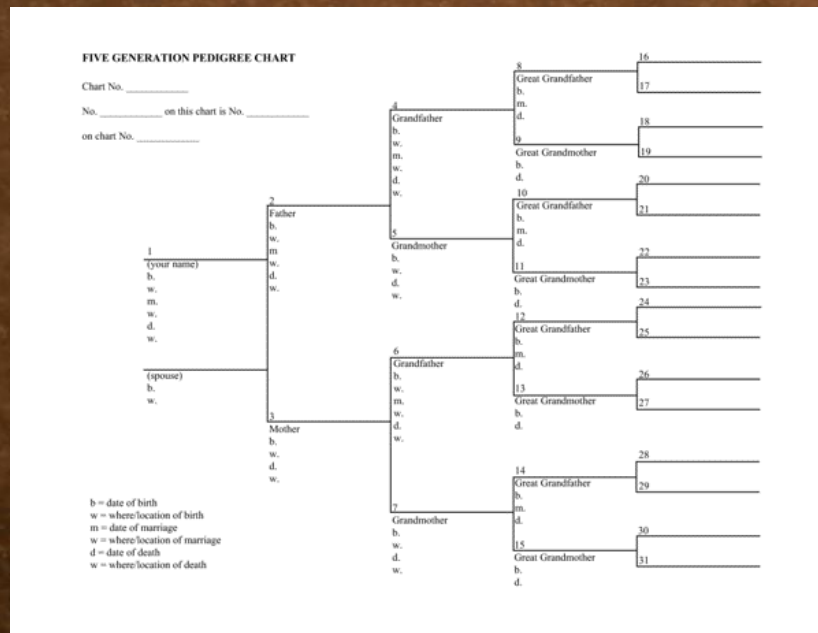 FIVE GENERATION PEDIGREE CHART
Chart No. ____________
No. ____________ on this chart is No. ____________
on chart No. ____________
1
(your name)
b.
w.
m.
w.
d.
w.
(spouse)
b.
w.
2
Father
b.
w.
m
w.
d.
w.
3
Mother
b.
w.
d.
w.
4
Grandfather
b.
w.
m.
w.
d.
w.
5
Grandmother
b.
w.
d.
w.
6
Grandfather
b.
w.
m.
w.
d.
w.
7
Grandmother
b.
w.
d.
w.
8
Great Grandfather
b.
m.
d.
9
Great Grandmother
b.
d.
10
Great Grandfather
b.
m.
d.
11
Great Grandmother
b.
d.
12
Great Grandfather
b.
m.
d.
13
Great Grandmother
b.
d.
14
Great Grandfather
b.
m.
d.
15
Great Grandmother
b.
d.
16
17
18
19
20
21
22
23
24
25
26
27
28
29
30
31
b = date of birth
w = where/location of birth
m = date of marriage
w = where/location of marriage
d = date of death
w = where/location of death